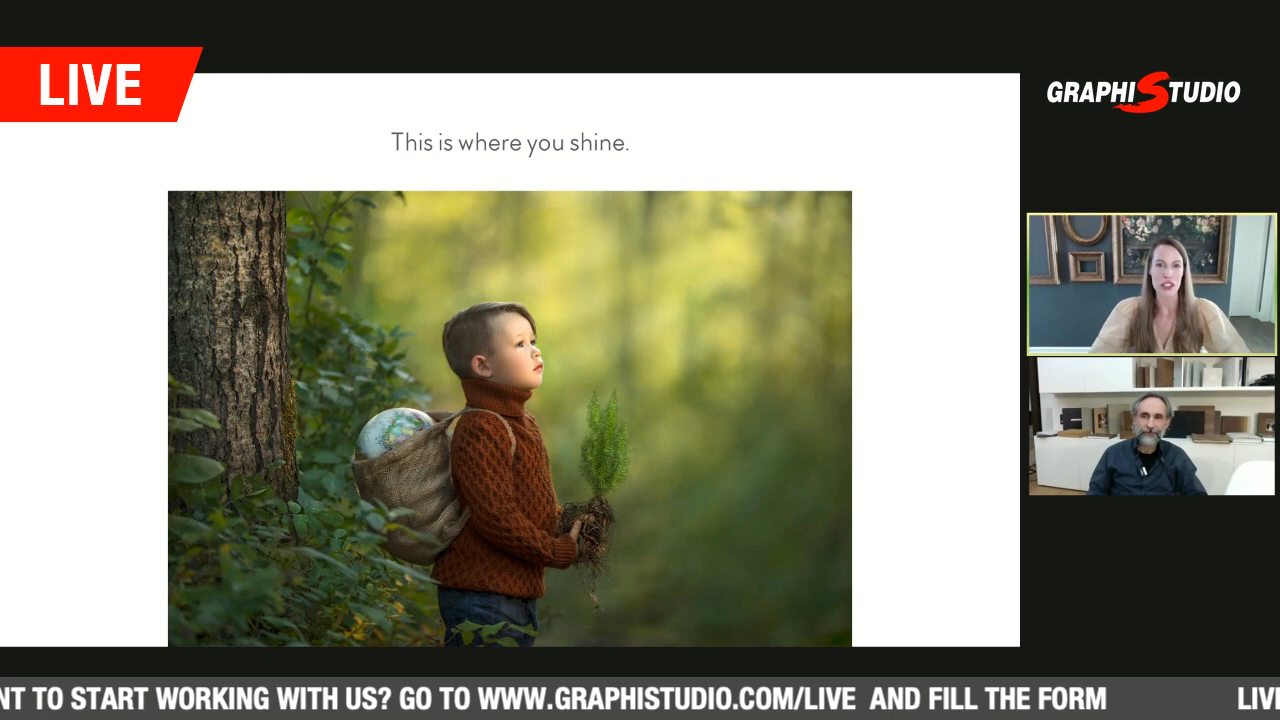 LIVE
GRAPHISTUDIO
This is where you shine.
NT TO START WORKING WITH US? GO TO WWW.GRAPHISTUDIO.COM/LIVE AND FILL THE FORM